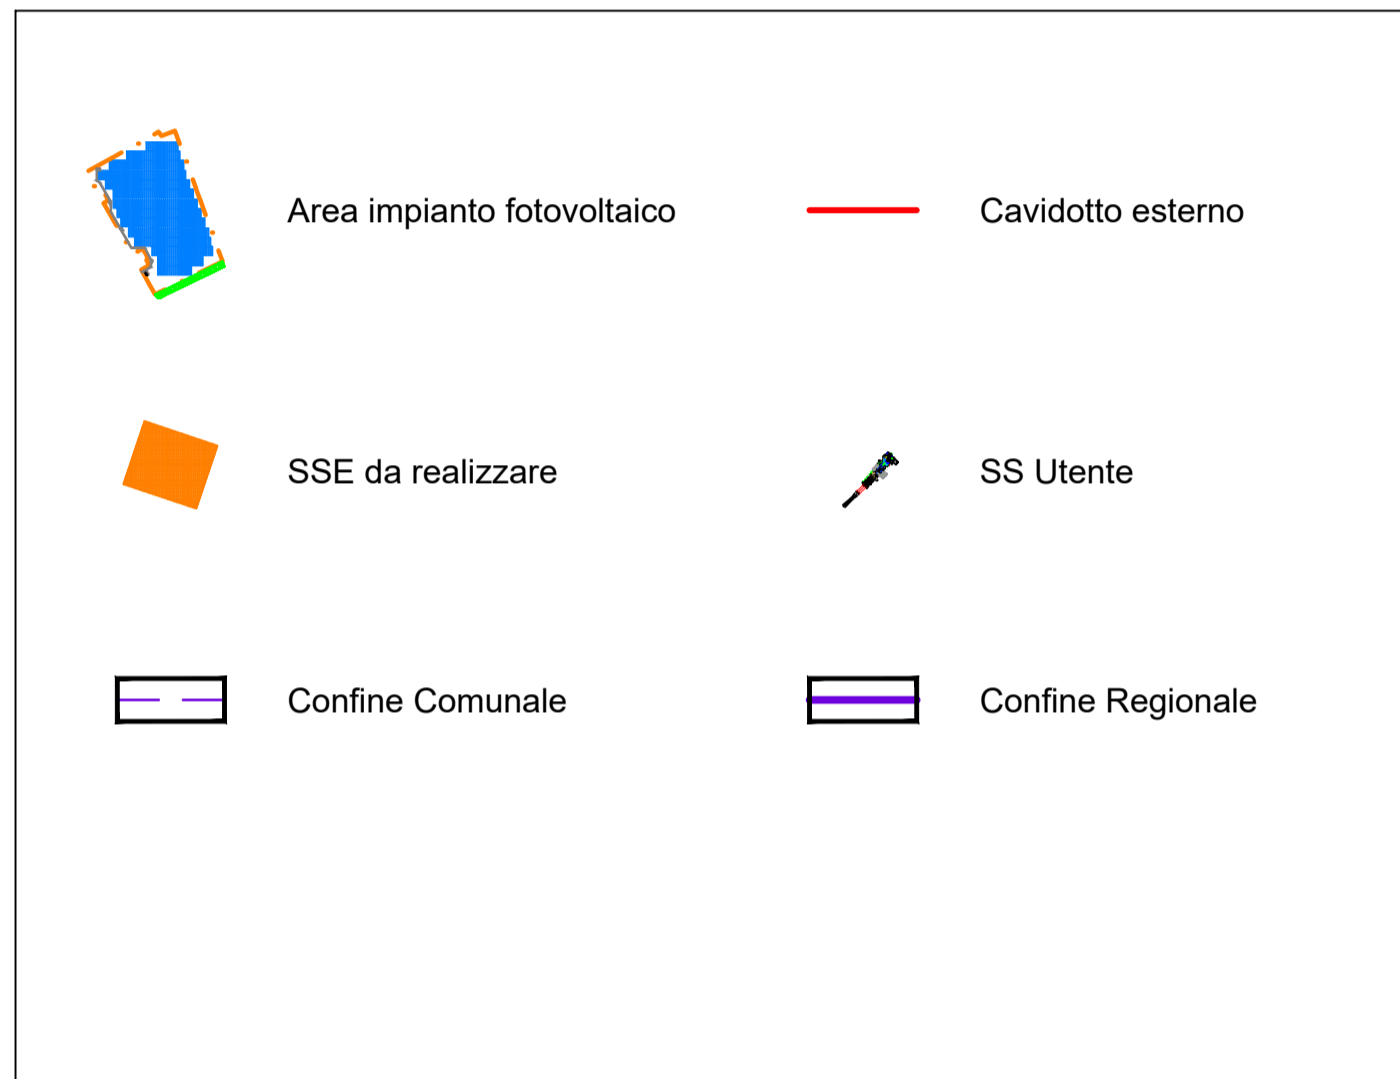 Area impianto fotovoltaico
Cavidotto esterno
SSE da realizzare
SS Utente
Confine Comunale
Confine Regionale